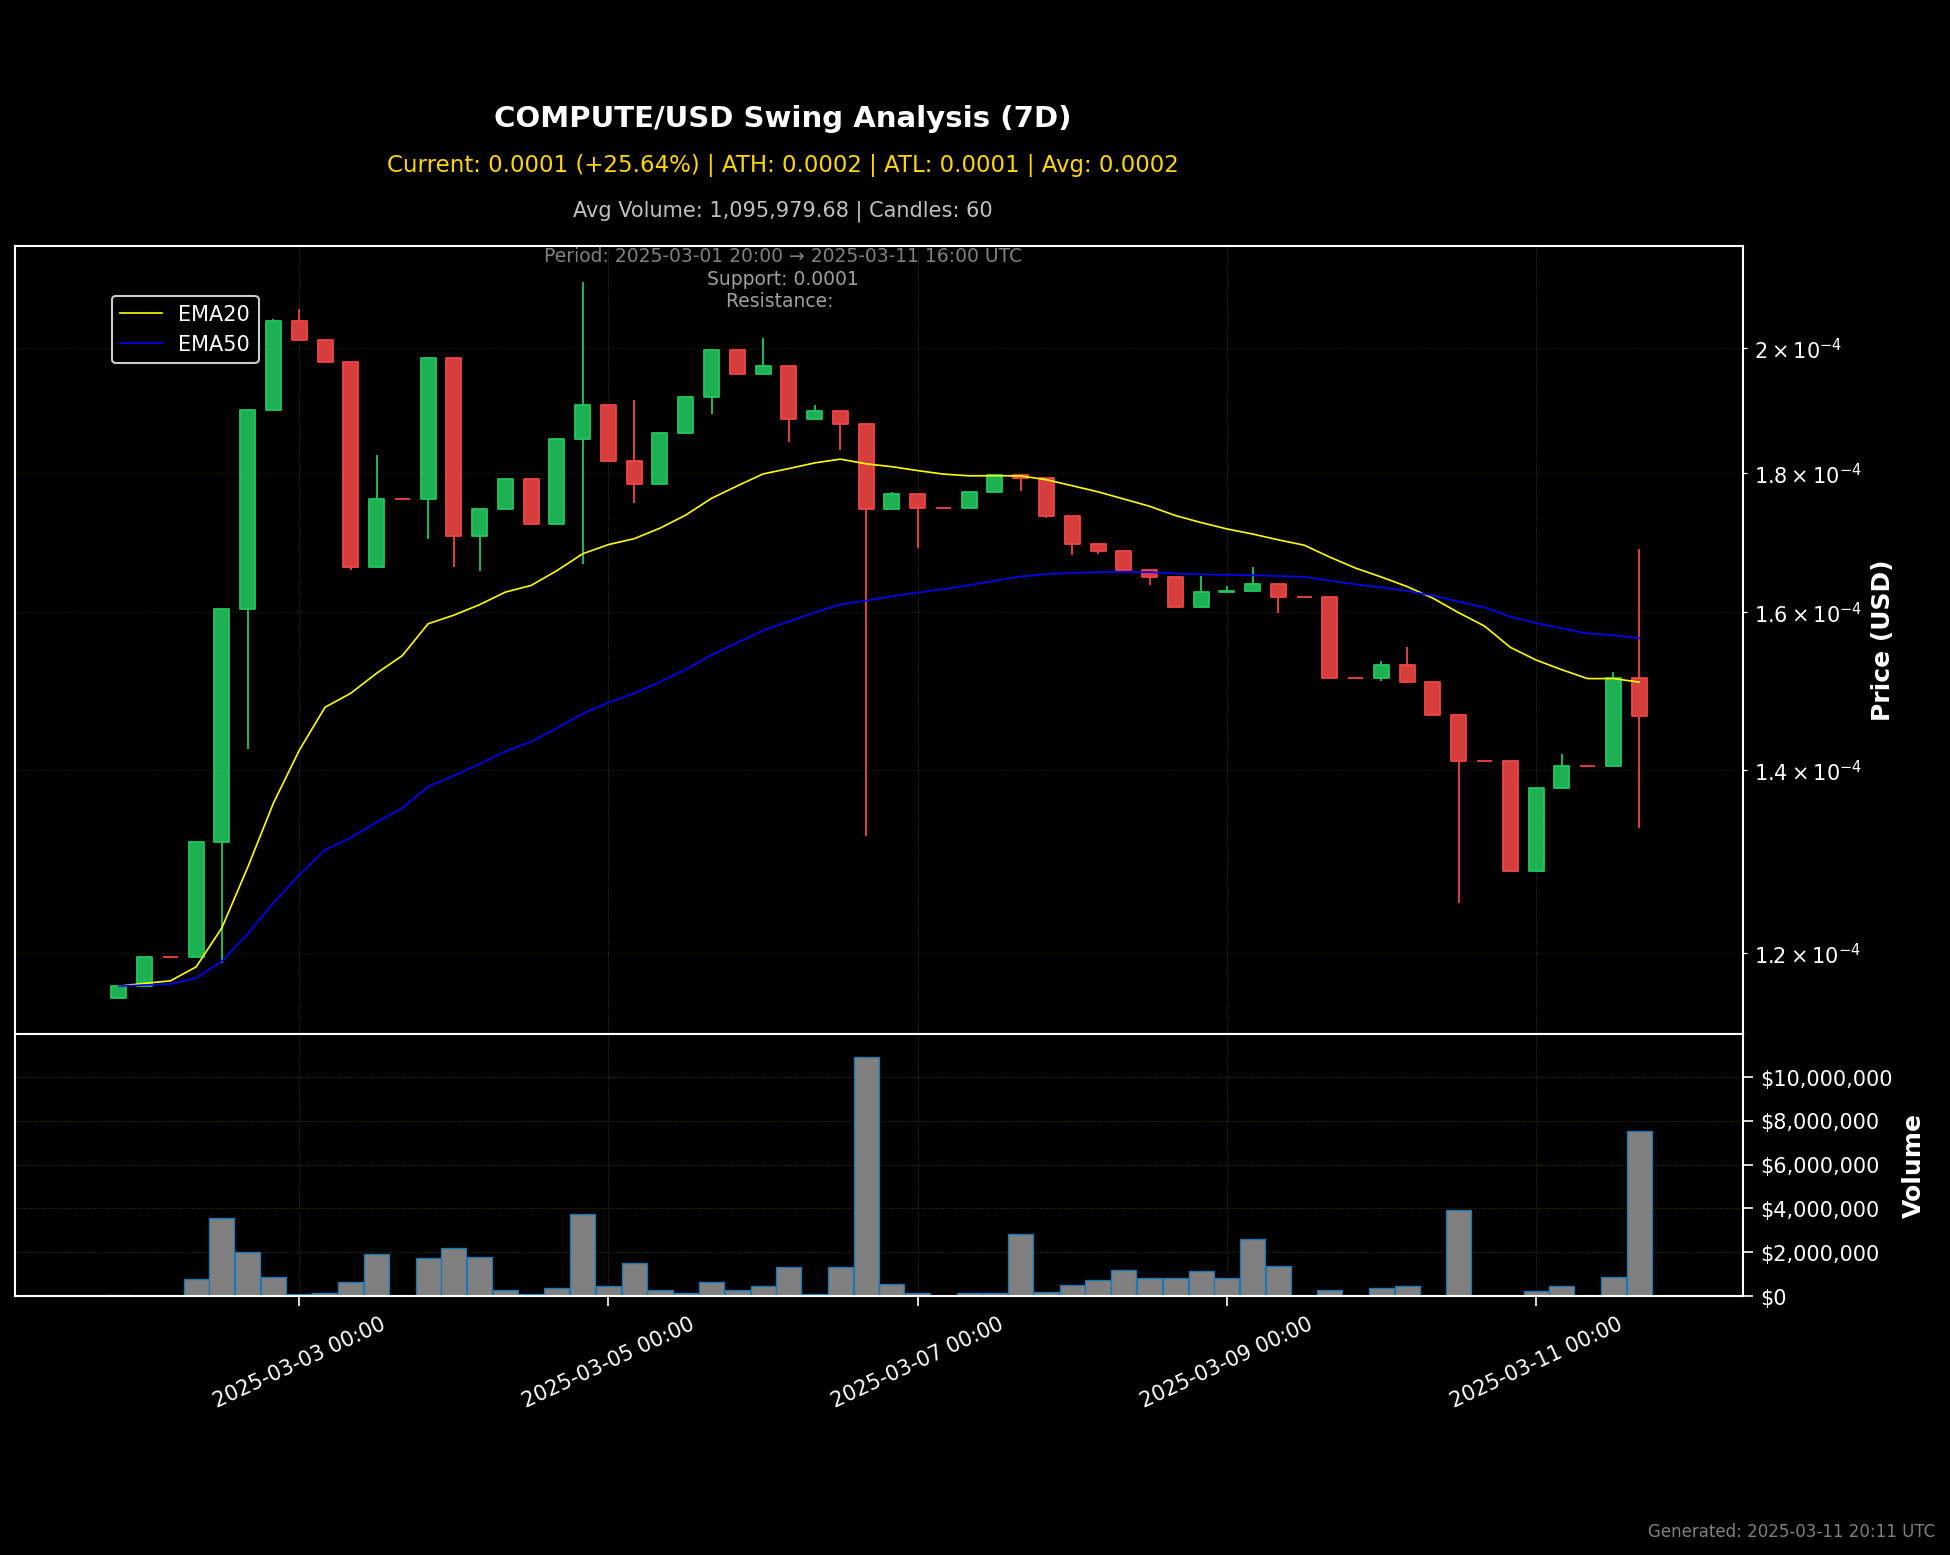 COMPUTE/USD Swing Analysis (7D)
Current: 0.0001 (+25.64%) | ATH: 0.0002 | ATL: 0.0001 | Avg: 0.0002
Avg Volume: 1,095,979.68 | Candles: 60
Period: 2025-03-01 20:00 → 2025-03-11 16:00 UTC
Support: 0.0001
Resistance:
EMA20
EMA50
2 × 10⁻⁴
1.8 × 10⁻⁴
1.6 × 10⁻⁴
1.4 × 10⁻⁴
1.2 × 10⁻⁴
Price (USD)
$10,000,000
$8,000,000
$6,000,000
$4,000,000
$2,000,000
$0
Volume
2025-03-03 00:00
2025-03-05 00:00
2025-03-07 00:00
2025-03-09 00:00
2025-03-11 00:00
Generated: 2025-03-11 20:11 UTC